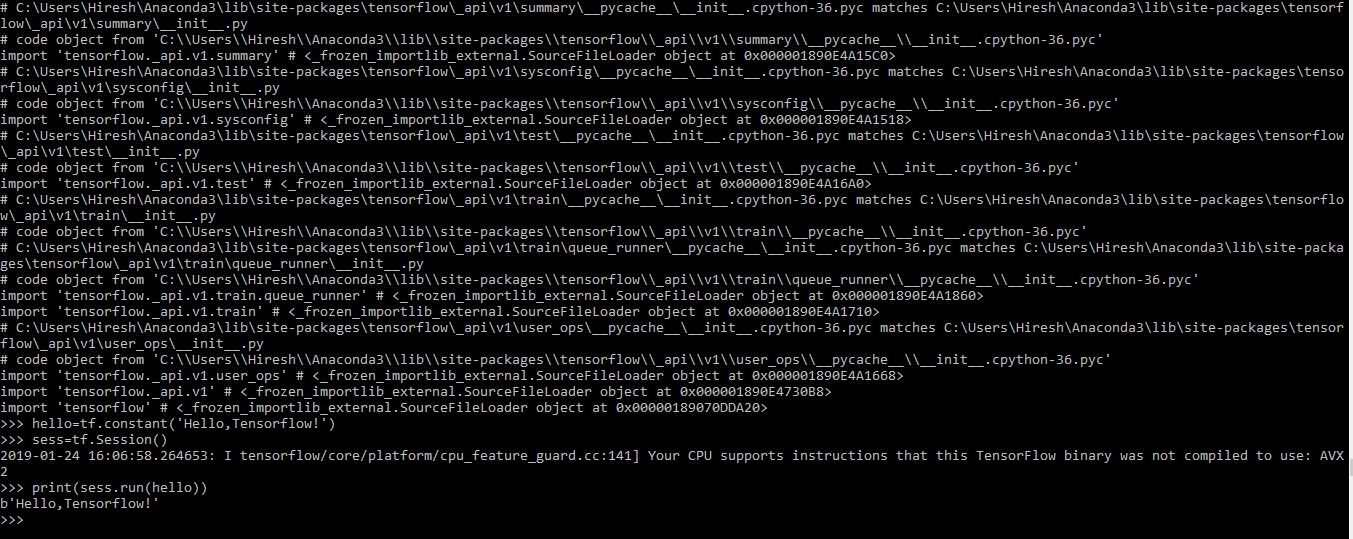 # C:\Users\Hiresh\Anaconda3\lib\site-packages\tensorflow\_api\v1\summary\__pycache__\__init__.cpython-36.pyc matches C:\Users\Hiresh\Anaconda3\lib\site-packages\tensorf
low\_api\v1\summary\__init__.py
# code object from 'C:\\Users\\Hiresh\\Anaconda3\\lib\\site-packages\\tensorflow\\_api\\v1\\summary\\__pycache__\\__init__.cpython-36.pyc'
import 'tensorflow._api.v1.summary' # <_frozen_importlib_external.SourceFileLoader object at 0x000001890E4A15C0>
# C:\Users\Hiresh\Anaconda3\lib\site-packages\tensorflow\_api\v1\sysconfig\__pycache__\__init__.cpython-36.pyc matches C:\Users\Hiresh\Anaconda3\lib\site-packages\tenso
rflow\_api\v1\sysconfig\__init__.py
# code object from 'C:\\Users\\Hiresh\\Anaconda3\\lib\\site-packages\\tensorflow\\_api\\v1\\sysconfig\\__pycache__\\__init__.cpython-36.pyc'
import 'tensorflow._api.v1.sysconfig' # <_frozen_importlib_external.SourceFileLoader object at 0x000001890E4A1518>
# C:\Users\Hiresh\Anaconda3\lib\site-packages\tensorflow\_api\v1\test\__pycache__\__init__.cpython-36.pyc matches C:\Users\Hiresh\Anaconda3\lib\site-packages\tensorflow
\_api\v1\test\__init__.py
# code object from 'C:\\Users\\Hiresh\\Anaconda3\\lib\\site-packages\\tensorflow\\_api\\v1\\test\\__pycache__\\__init__.cpython-36.pyc'
import 'tensorflow._api.v1.test' # <_frozen_importlib_external.SourceFileLoader object at 0x000001890E4A16A0>
# C:\Users\Hiresh\Anaconda3\lib\site-packages\tensorflow\_api\v1\train\__pycache__\__init__.cpython-36.pyc matches C:\Users\Hiresh\Anaconda3\lib\site-packages\tensorflo
w\_api\v1\train\__init__.py
# code object from 'C:\\Users\\Hiresh\\Anaconda3\\lib\\site-packages\\tensorflow\\_api\\v1\\train\\__pycache__\\__init__.cpython-36.pyc'
# C:\Users\Hiresh\Anaconda3\lib\site-packages\tensorflow\_api\v1\train\queue_runner\__pycache__\__init__.cpython-36.pyc matches C:\Users\Hiresh\Anaconda3\lib\site-packa
ges\tensorflow\_api\v1\train\queue_runner\__init__.py
# code object from 'C:\\Users\\Hiresh\\Anaconda3\\lib\\site-packages\\tensorflow\\_api\\v1\\train\\queue_runner\\__pycache__\\__init__.cpython-36.pyc'
import 'tensorflow._api.v1.train.queue_runner' # <_frozen_importlib_external.SourceFileLoader object at 0x000001890E4A1860>
import 'tensorflow._api.v1.train' # <_frozen_importlib_external.SourceFileLoader object at 0x000001890E4A1710>
# C:\Users\Hiresh\Anaconda3\lib\site-packages\tensorflow\_api\v1\user_ops\__pycache__\__init__.cpython-36.pyc matches C:\Users\Hiresh\Anaconda3\lib\site-packages\tensor
flow\_api\v1\user_ops\__init__.py
# code object from 'C:\\Users\\Hiresh\\Anaconda3\\lib\\site-packages\\tensorflow\\_api\\v1\\user_ops\\__pycache__\\__init__.cpython-36.pyc'
import 'tensorflow._api.v1.user_ops' # <_frozen_importlib_external.SourceFileLoader object at 0x000001890E4A1668>
import 'tensorflow._api.v1' # <_frozen_importlib_external.SourceFileLoader object at 0x000001890E4730B8>
import 'tensorflow' # <_frozen_importlib_external.SourceFileLoader object at 0x00000189070DDA20>
>>> hello=tf.constant('Hello,Tensorflow!')
>>> sess=tf.Session()
2019-01-24 16:06:58.264653: I tensorflow/core/platform/cpu_feature_guard.cc:141] Your CPU supports instructions that this TensorFlow binary was not compiled to use: AVX
2
>>> print(sess.run(hello))
b'Hello,Tensorflow!'
>>>